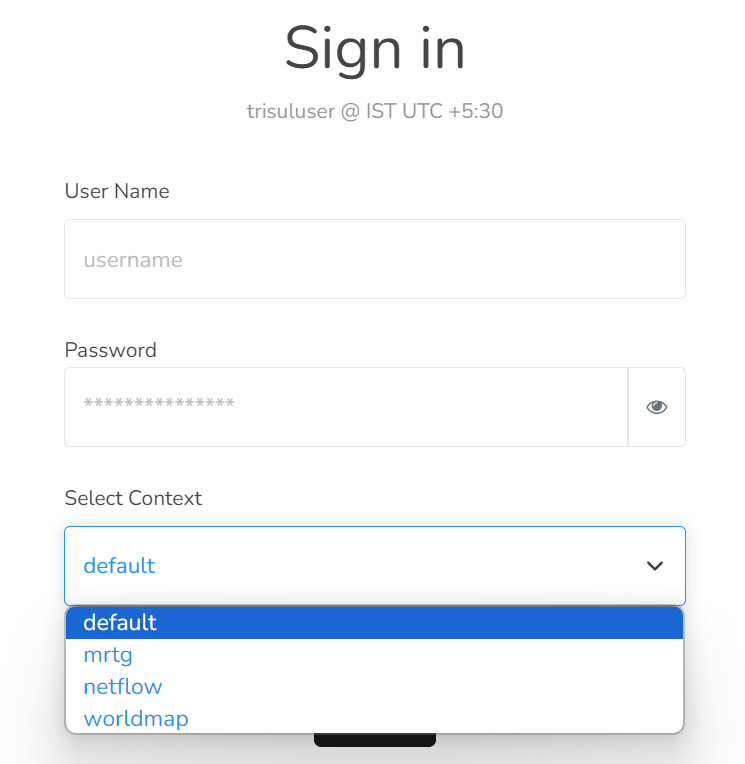 Sign in
trisuluser @ IST UTC +5:30
User Name
username
Password
***************
Select Context
default
default
mrtg
netflow
worldmap